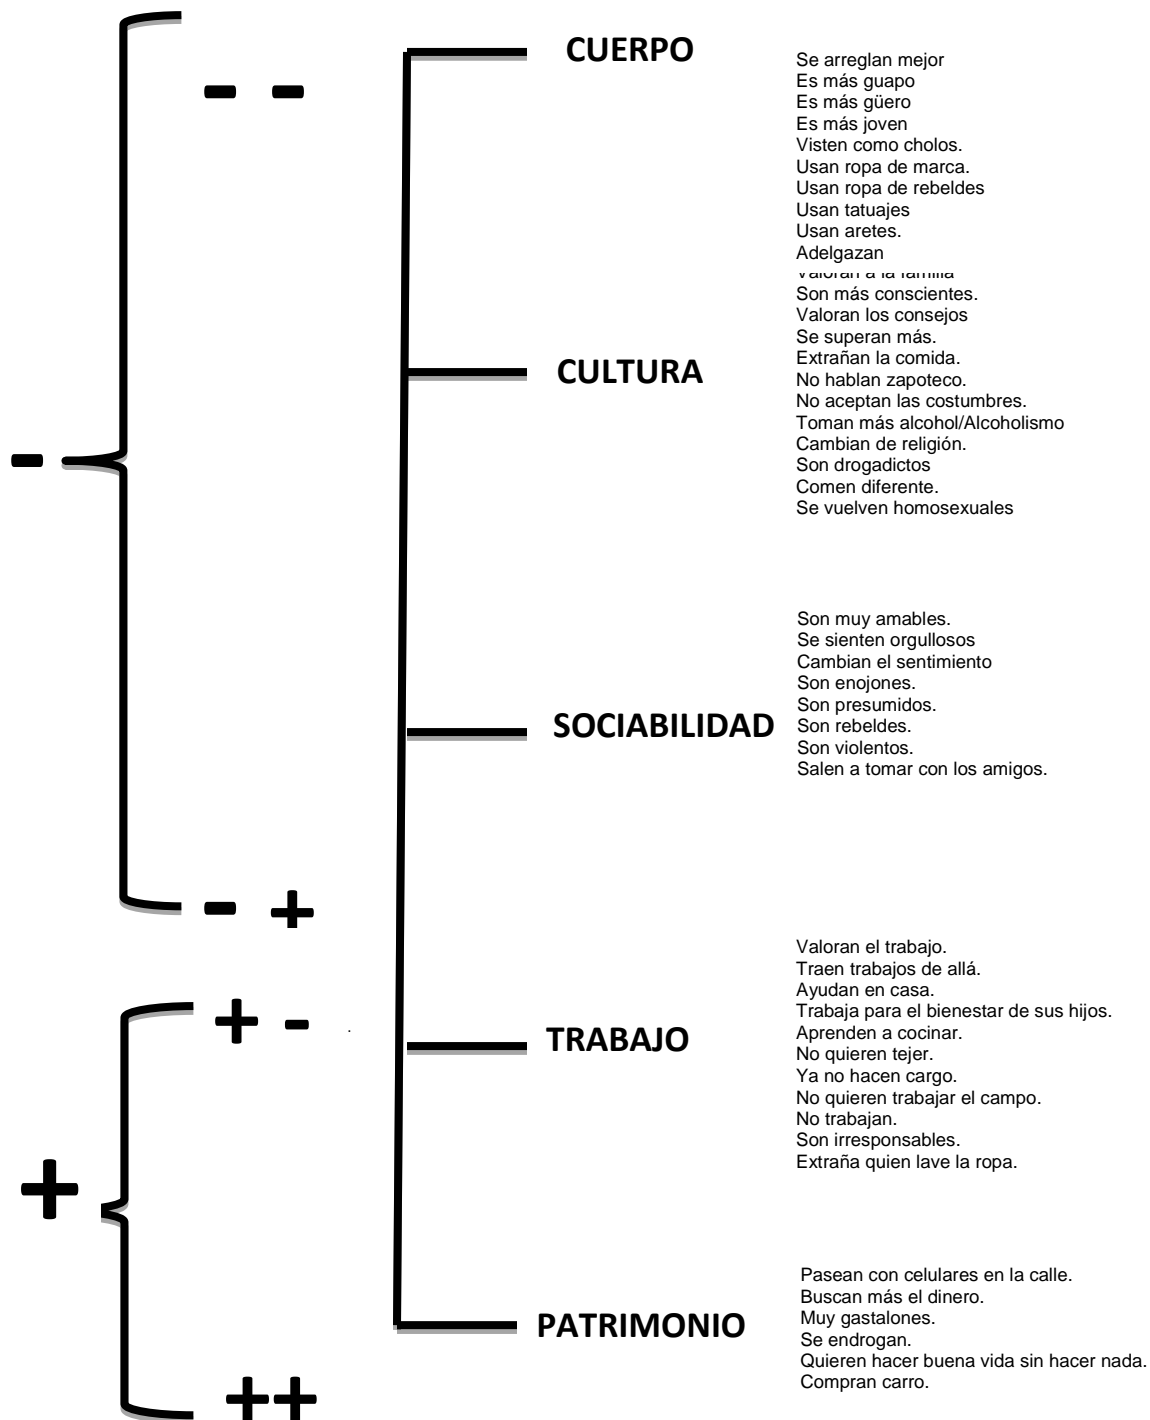 - -
-
- +
+ -
+
++
CUERPO
Se arreglan mejor
Es más guapo
Es más güero
Es más joven
Visten como cholos.
Usan ropa de marca.
Usan ropa de rebeldes
Usan tatuajes
Usan aretes.
Adelgazan
CULTURA
Valoran a la familia
Son más conscientes.
Valoran los consejos
Se superan más.
Extrañan la comida.
No hablan zapoteco.
No aceptan las costumbres.
Toman más alcohol/Alcoholismo
Cambian de religión.
Son drogadictos
Comen diferente.
Se vuelven homosexuales
SOCIABILIDAD
Son muy amables.
Se sienten orgullosos
Cambian el sentimiento
Son enojones.
Son presumidos.
Son rebeldes.
Son violentos.
Salen a tomar con los amigos.
TRABAJO
Valoran el trabajo.
Traen trabajos de allá.
Ayudan en casa.
Trabaja para el bienestar de sus hijos.
Aprenden a cocinar.
No quieren tejer.
Ya no hacen cargo.
No quieren trabajar el campo.
No trabajan.
Son irresponsables.
Extraña quien lave la ropa.
PATRIMONIO
Pasean con celulares en la calle.
Buscan más el dinero.
Muy gastalones.
Se endrogan.
Quieren hacer buena vida sin hacer nada.
Compran carro.